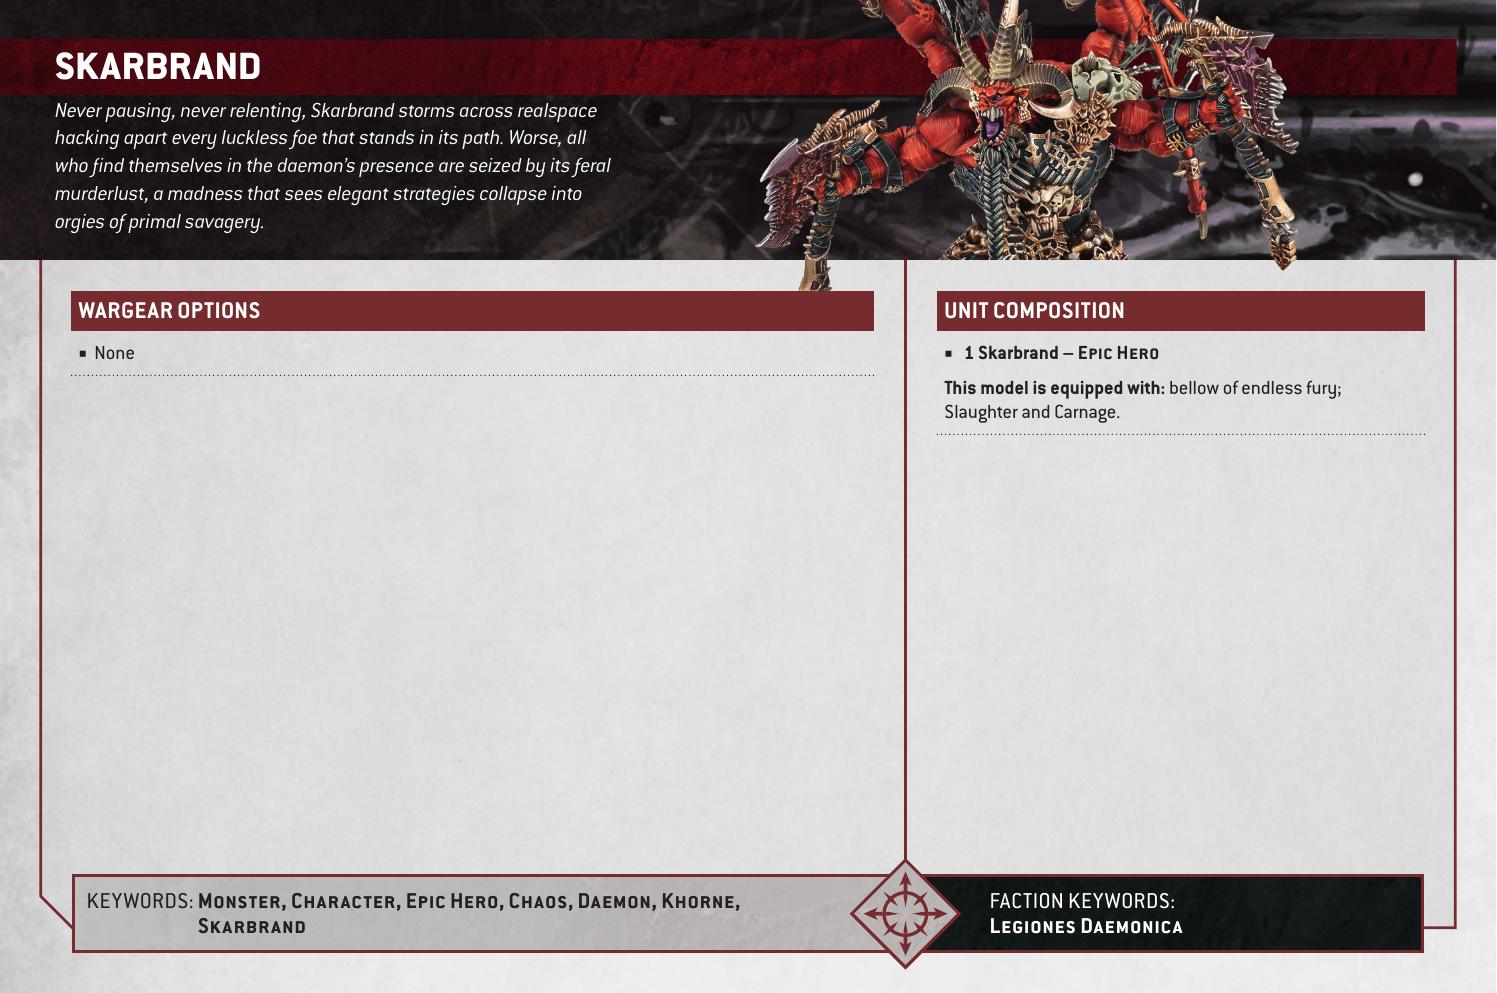 SKARBRAND
Never pausing, never relenting, Skarbrand storms across realspace
hacking apart every luckless foe that stands in its path. Worse, all
who find themselves in the daemon's presence are seized by its feral
murderlust, a madness that sees elegant strategies collapse into
orgies of primal savagery.
WARGEAR OPTIONS
▪ None
UNIT COMPOSITION
▪ 1 Skarbrand – EPIC HERO
This model is equipped with: bellow of endless fury;
Slaughter and Carnage.
KEYWORDS: MONSTER, CHARACTER, EPIC HERO, CHAOS, DAEMON, KHORNE,
SKARBRAND
FACTION KEYWORDS:
LEGIONES DAEMONICA